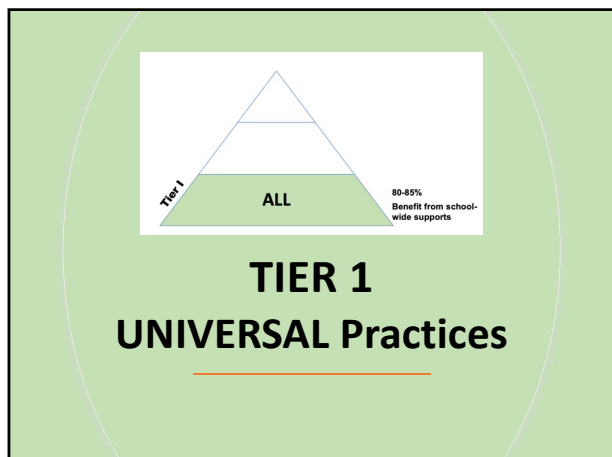 Tier I
ALL
80-85%
Benefit from school-
wide supports
TIER 1
UNIVERSAL Practices